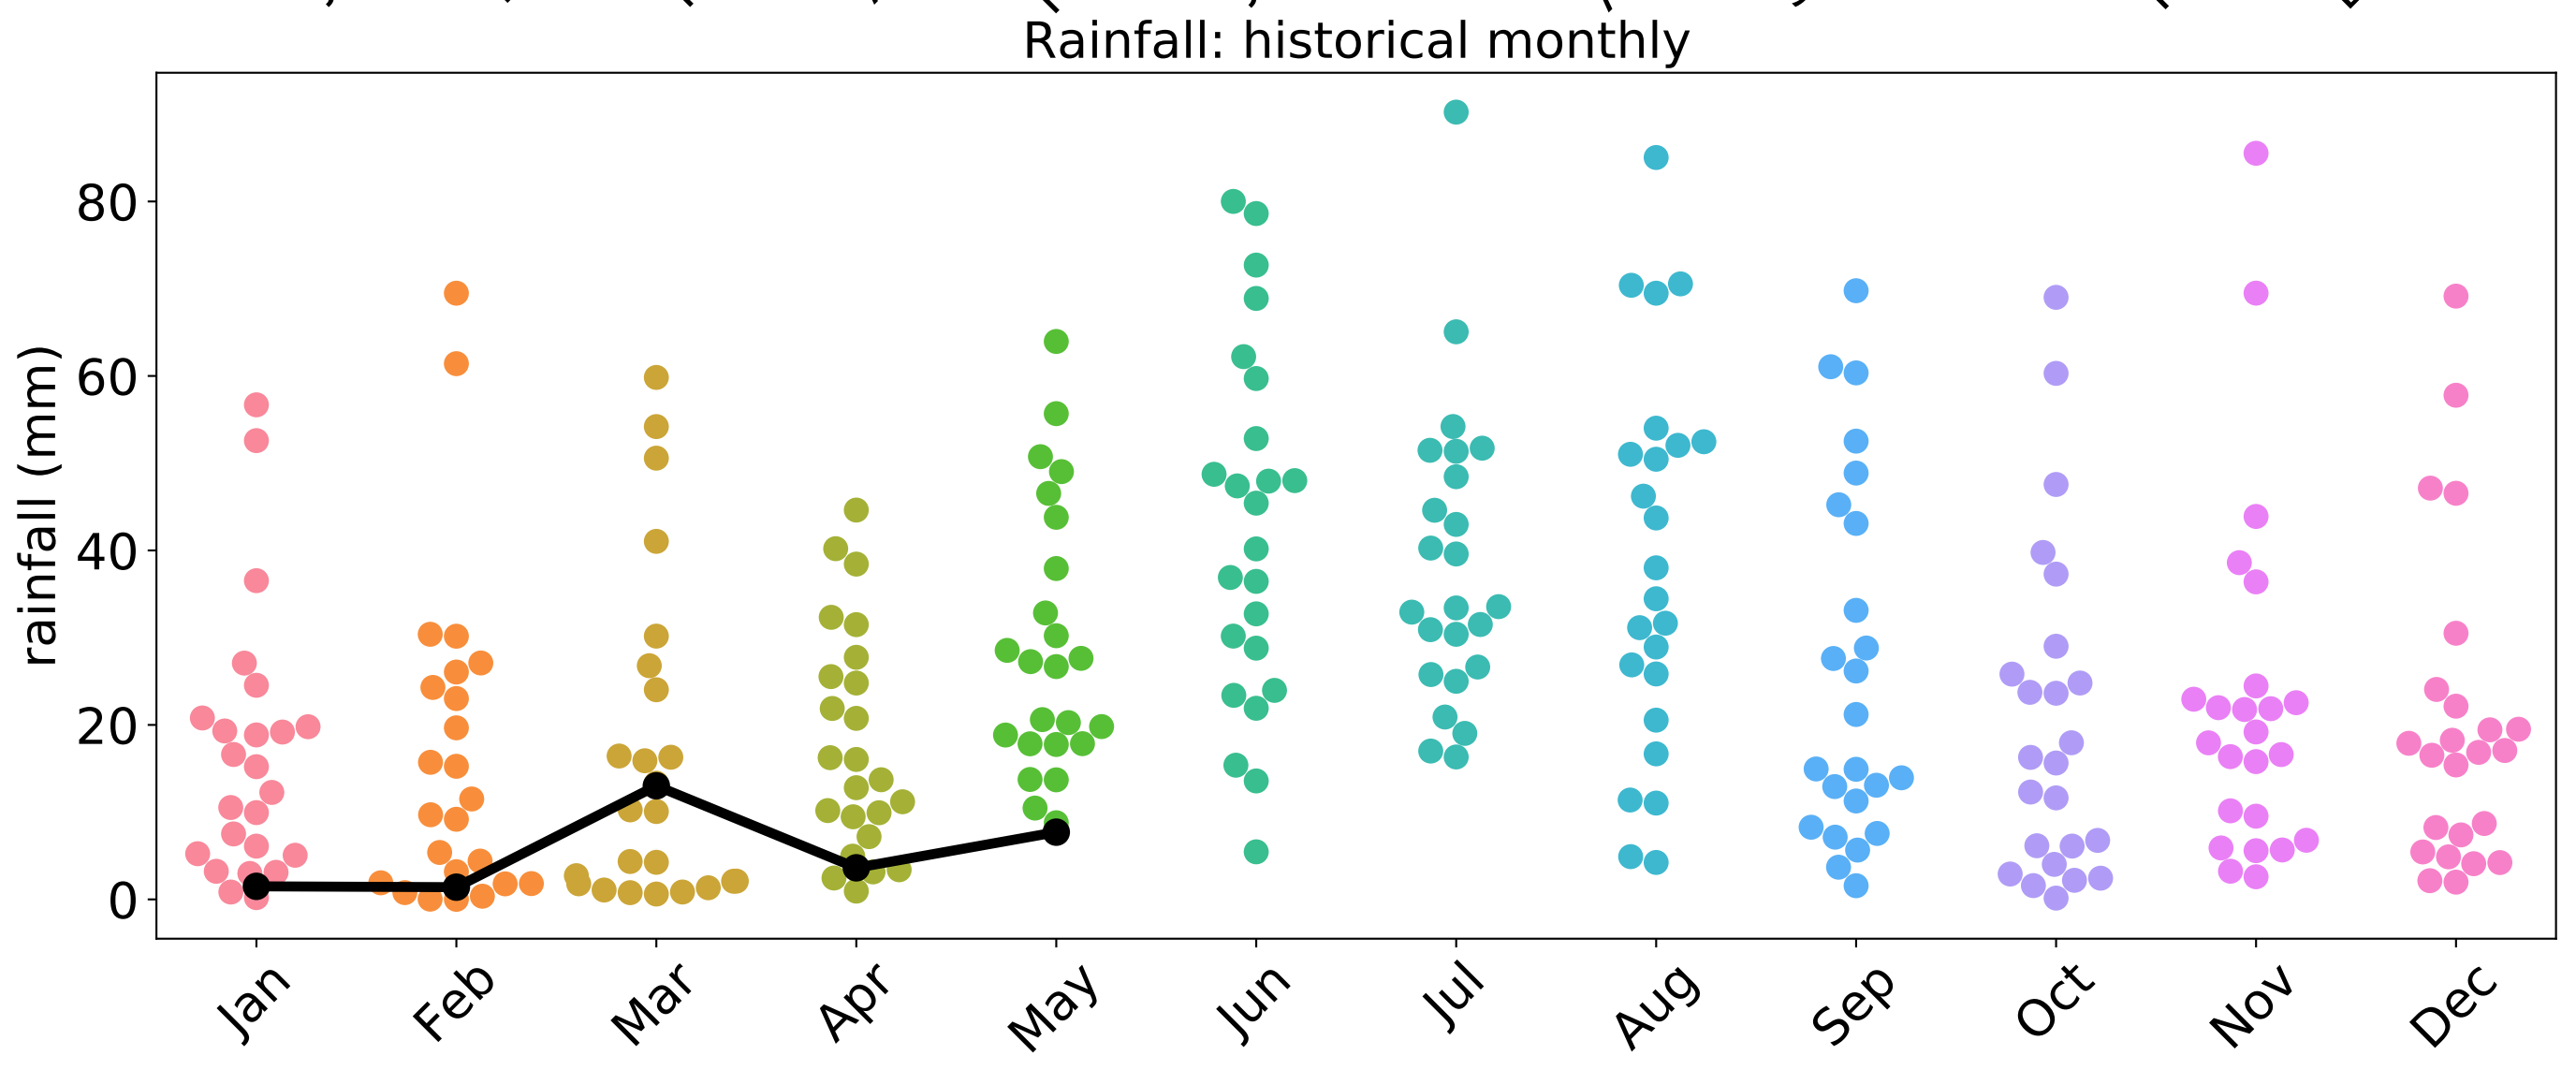 Rainfall: historical monthly
rainfall (mm)
80
60
40
20
0
Jan
Feb
Mar
Apr
May
Jun
Jul
Aug
Sep
Oct
Nov
Dec